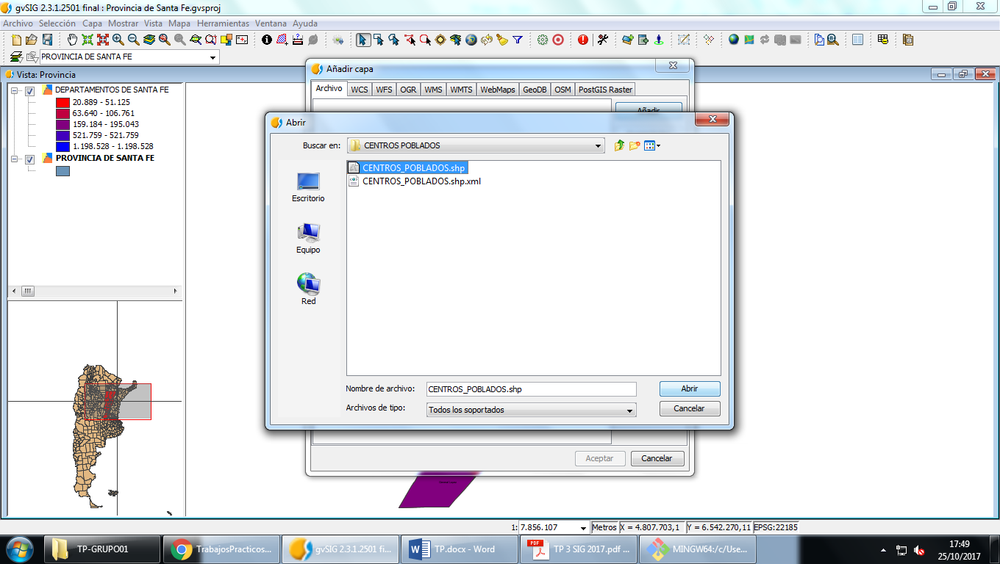 gvSIG 2.3.1.2501 final : Provincia de Santa Fe.gvsproj
Archivo Selección Capa Mostrar Vista Mapa Herramientas Ventana Ayuda
PROVINCIA DE SANTA FE
Vista: Provincia
DEPARTAMENTOS DE SANTA FE
20.889 - 51.125
63.640 - 106.761
159.184 - 195.043
521.759 - 521.759
1.198.528 - 1.198.528
PROVINCIA DE SANTA FE
Añadir capa
Archivo WCS WFS OGR WMS WMTS WebMaps GeoDB OSM PostGIS Raster
Añadir
Abrir
Buscar en: CENTROS POBLADOS
CENTROS_POBLADOS.shp
CENTROS_POBLADOS.shp.xml
Escritorio
Equipo
Red
Nombre de archivo: CENTROS_POBLADOS.shp Abrir
Archivos de tipo: Todos los soportados Cancelar
Aceptar Cancelar
1: 7.856.107 Metros X = 4.807.703,1 Y = 6.542.270,11 EPSG:22185
TP-GRUPO01 TrabajosPracticos... gvSIG 2.3.1.2501 fi... TP.docx - Word TP 3 SIG 2017.pdf ... MINGW64:/c/Use...
17:49
25/10/2017